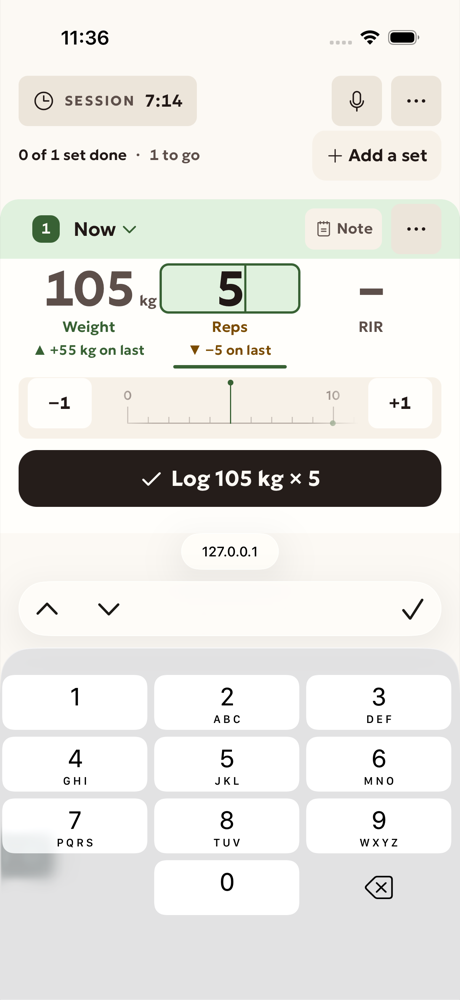 11:36
SESSION 7:14
0 of 1 set done · 1 to go
+ Add a set
1 Now
Note
105 kg
5
–
Weight
Reps
RIR
▲ +55 kg on last
▼ −5 on last
−1
0
10
+1
Log 105 kg × 5
127.0.0.1
1
2
ABC
3
DEF
4
GHI
5
JKL
6
MNO
7
PQRS
8
TUV
9
WXYZ
0